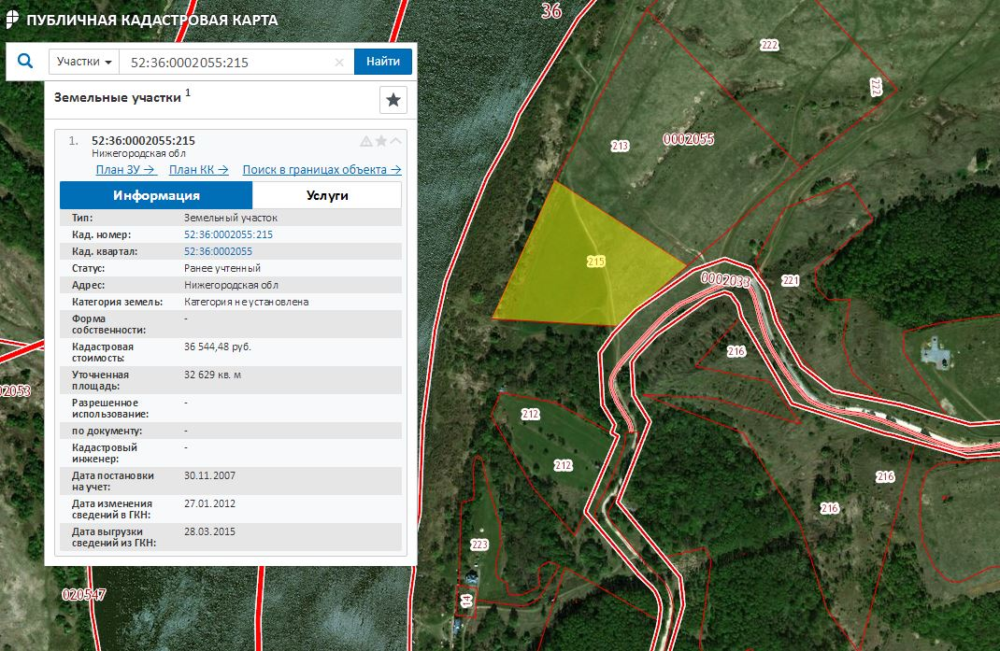 ПУБЛИЧНАЯ КАДАСТРОВАЯ КАРТА
Участки
52:36:0002055:215
Найти
Земельные участки 1
1. 52:36:0002055:215
Нижегородская обл
План ЗУ → План КК → Поиск в границах объекта →
Информация Услуги
Тип: Земельный участок
Кад. номер: 52:36:0002055:215
Кад. квартал: 52:36:0002055
Статус: Ранее учтенный
Адрес: Нижегородская обл
Категория земель: Категория не установлена
Форма
собственности: -
Кадастровая
стоимость: 36 544,48 руб.
Уточненная
площадь: 32 629 кв. м
Разрешенное
использование: -
по документу: -
Кадастровый
инженер: -
Дата постановки
на учет: 30.11.2007
Дата изменения
сведений в ГКН: 27.01.2012
Дата выгрузки
сведений из ГКН: 28.03.2015
36
222
222
213
0002055
215
0002033
221
216
02053
212
212
216
216
223
14
020547